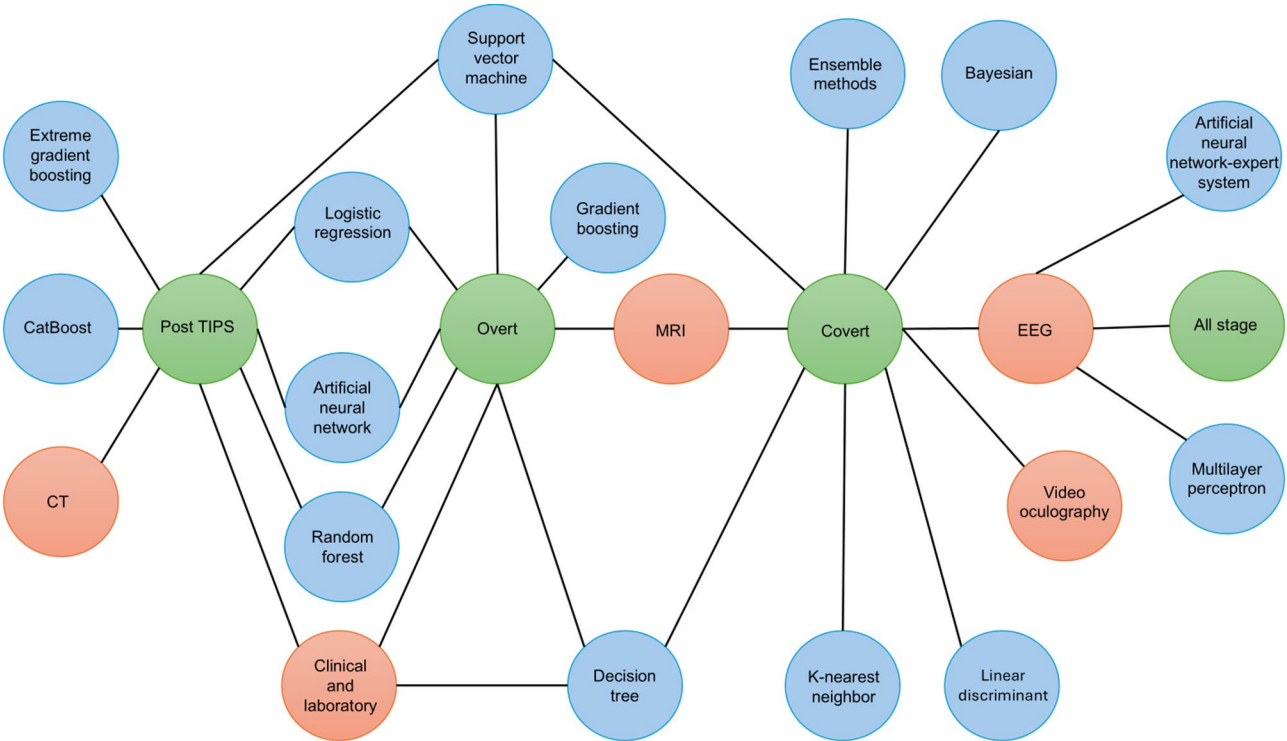 Support
vector
machine
Ensemble
methods
Bayesian
Extreme
gradient
boosting
Artificial
neural
network-expert
system
Logistic
regression
Gradient
boosting
CatBoost
Post TIPS
Overt
MRI
Covert
EEG
All stage
Artificial
neural
network
CT
Video
oculography
Multilayer
perceptron
Random
forest
Clinical
and
laboratory
Decision
tree
K-nearest
neighbor
Linear
discriminant